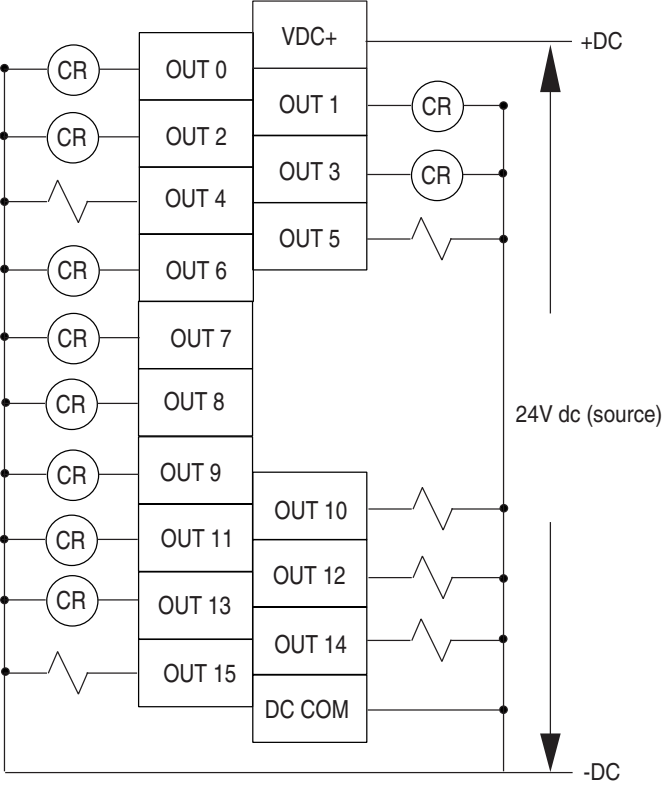 VDC+
+DC
CR
OUT 0
OUT 1
CR
CR
OUT 2
OUT 3
CR
OUT 4
OUT 5
CR
OUT 6
CR
OUT 7
CR
OUT 8
24V dc (source)
CR
OUT 9
OUT 10
CR
OUT 11
OUT 12
CR
OUT 13
OUT 14
OUT 15
DC COM
-DC